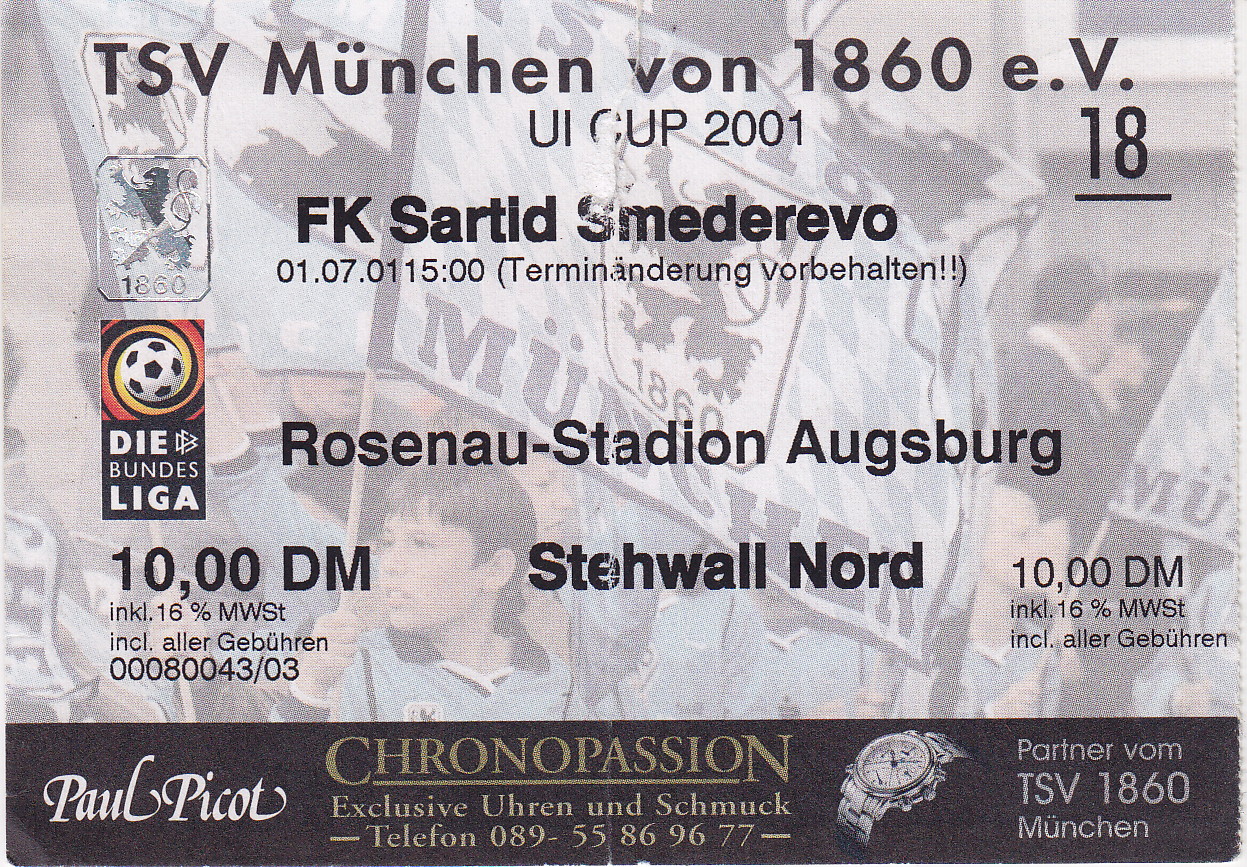 TSV München von 1860 e.V.
UI CUP 2001
18
FK Sartid Smederevo
01.07.0115:00 (Terminänderung vorbehalten!!)
1860
MÜNCHEN
1860
MÜ
DIE
BUNDES
LIGA
Rosenau-Stadion Augsburg
10,00 DM
Stehwall Nord
10,00 DM
inkl.16 % MWSt
inkl.16 % MWSt
incl. aller Gebühren
incl. aller Gebühren
00080043/03
Paul Picot
CHRONOPASSION
Exclusive Uhren und Schmuck
Telefon 089- 55 86 96 77
Partner vom
TSV 1860
München